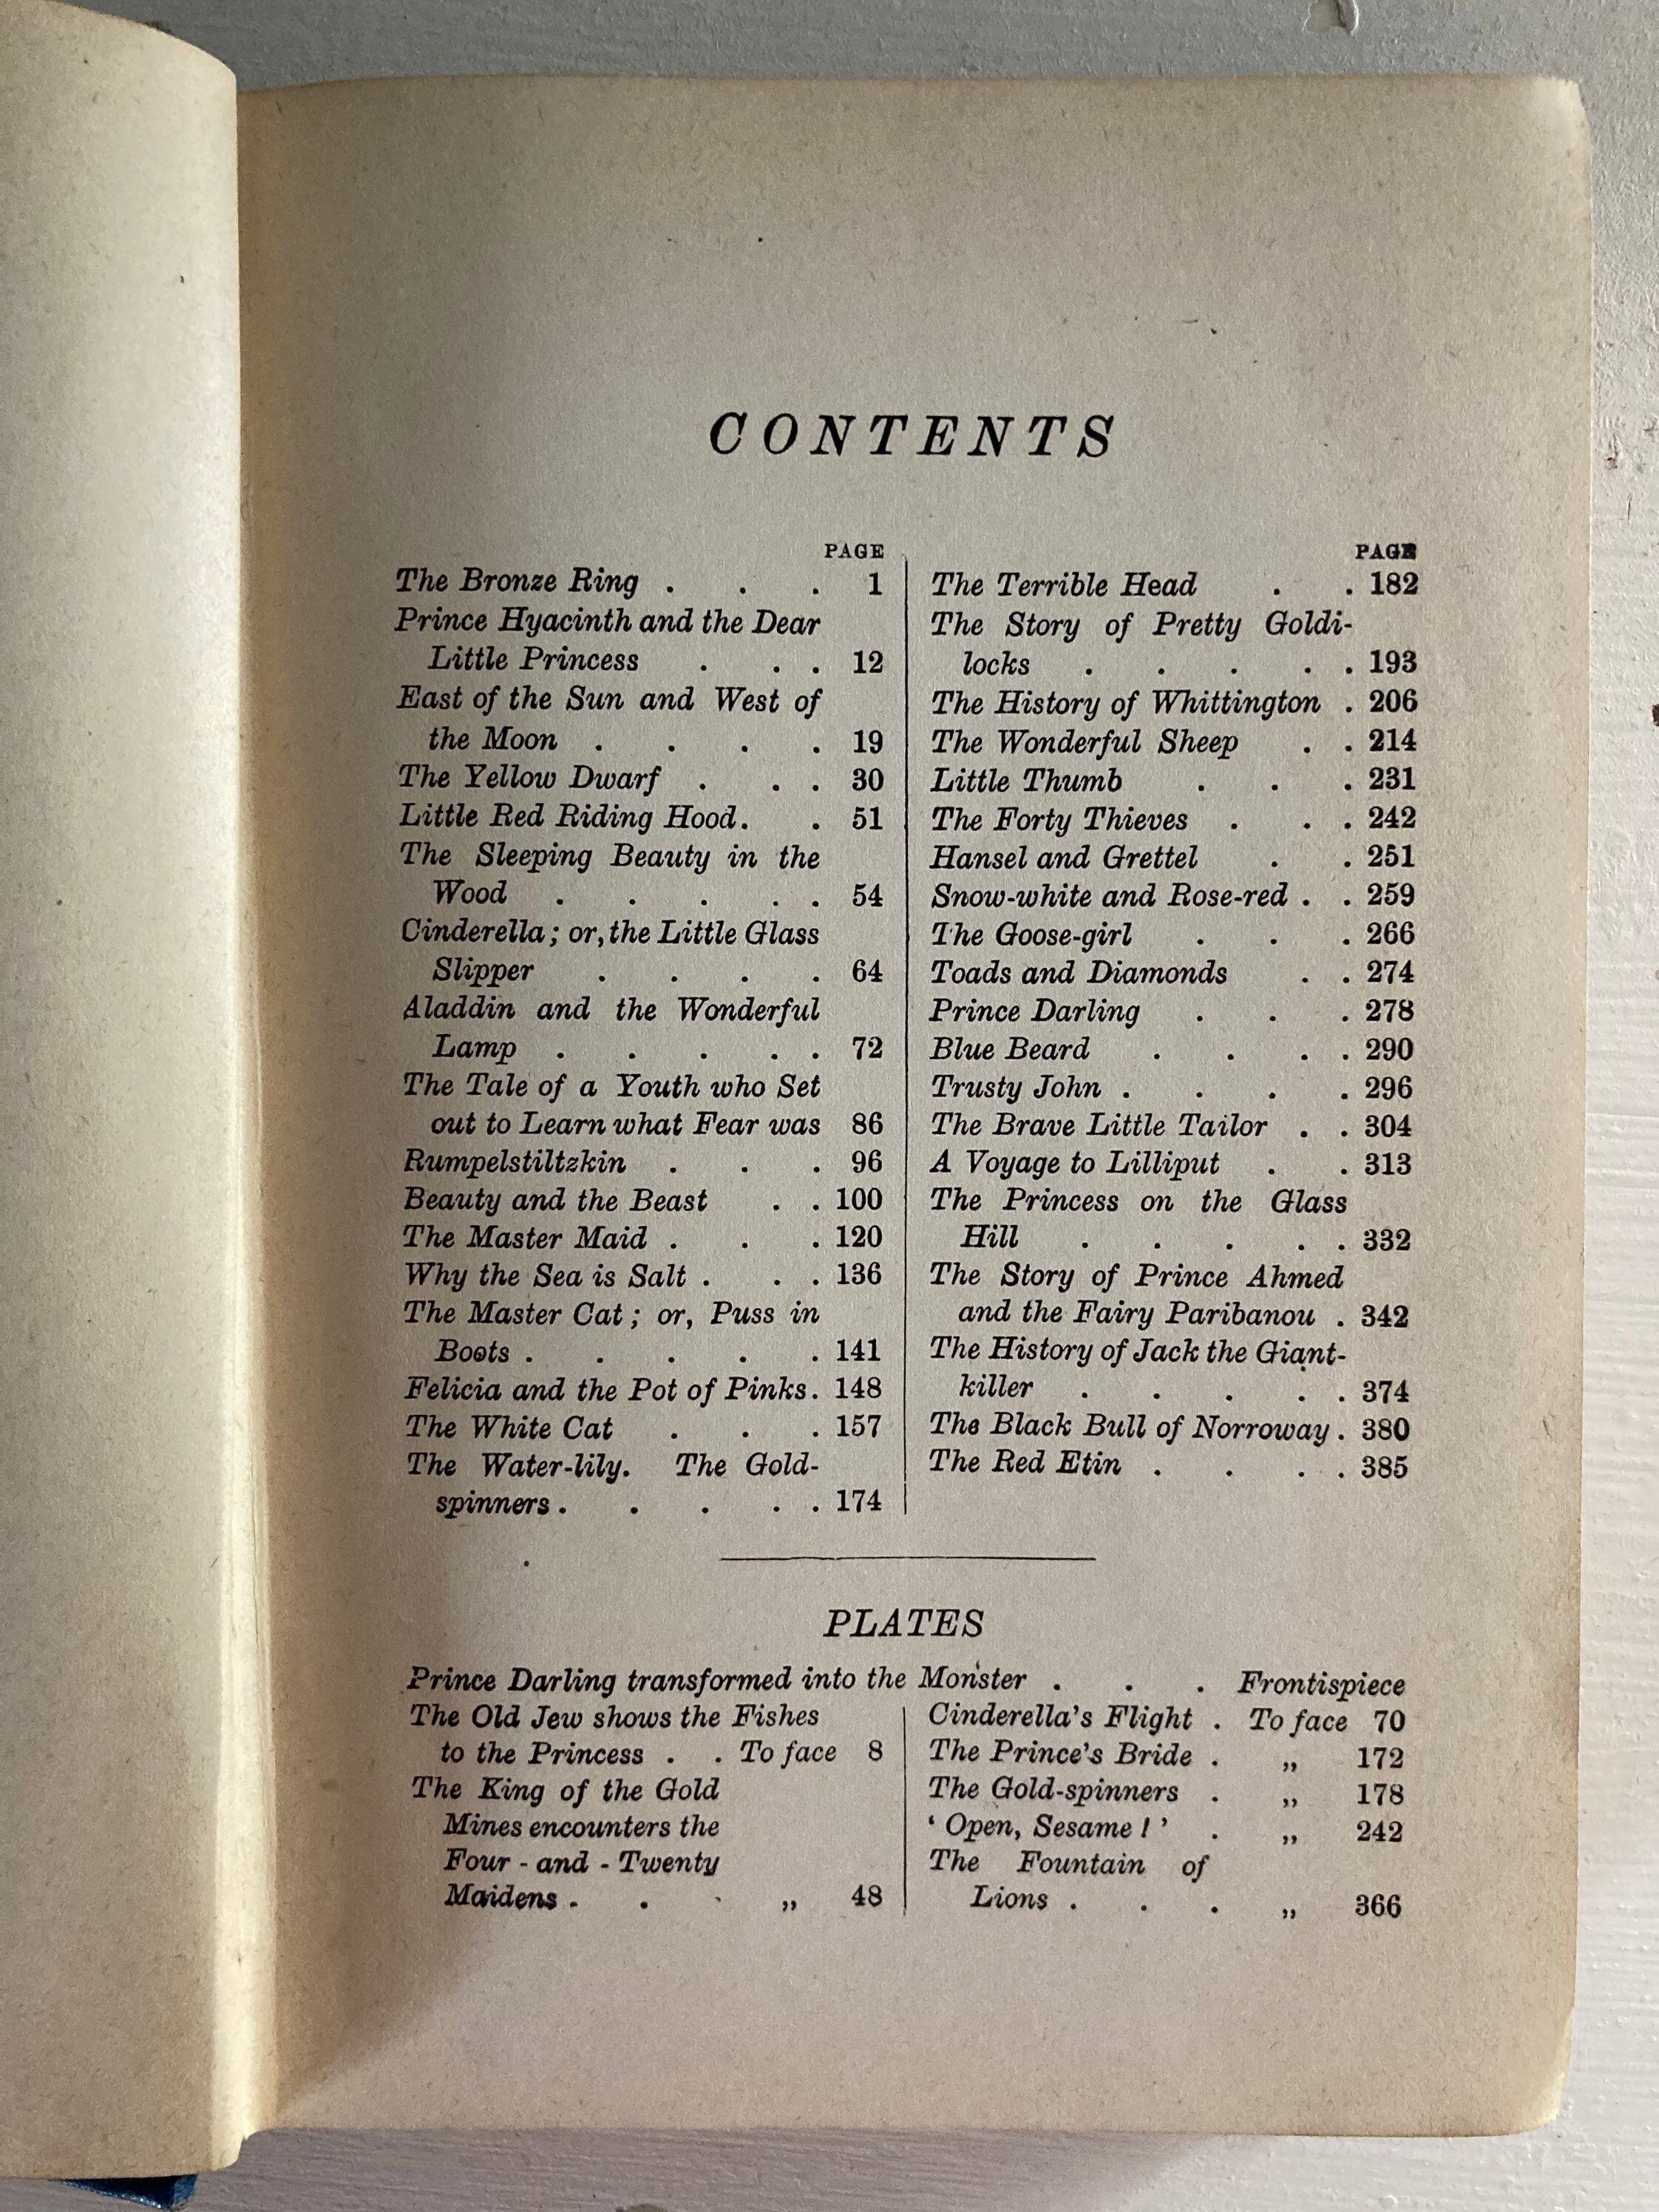 CONTENTS
PAGE
The Bronze Ring . . . 1
Prince Hyacinth and the Dear
Little Princess . . . 12
East of the Sun and West of
the Moon . . . . 19
The Yellow Dwarf . . . 30
Little Red Riding Hood . . 51
The Sleeping Beauty in the
Wood . . . . . 54
Cinderella; or, the Little Glass
Slipper . . . . 64
Aladdin and the Wonderful
Lamp . . . . . 72
The Tale of a Youth who Set
out to Learn what Fear was 86
Rumpelstiltzkin . . . 96
Beauty and the Beast . . 100
The Master Maid . . . 120
Why the Sea is Salt . . . 136
The Master Cat; or, Puss in
Boots . . . . . 141
Felicia and the Pot of Pinks . 148
The White Cat . . . 157
The Water-lily. The Gold-
spinners . . . . . 174
PAGE
The Terrible Head . . 182
The Story of Pretty Goldi-
locks . . . . . 193
The History of Whittington . 206
The Wonderful Sheep . . 214
Little Thumb . . . 231
The Forty Thieves . . . 242
Hansel and Grettel . . 251
Snow-white and Rose-red . . 259
The Goose-girl . . . 266
Toads and Diamonds . . 274
Prince Darling . . . 278
Blue Beard . . . . 290
Trusty John . . . . 296
The Brave Little Tailor . . 304
A Voyage to Lilliput . . 313
The Princess on the Glass
Hill . . . . . 332
The Story of Prince Ahmed
and the Fairy Paribanou . 342
The History of Jack the Giant-
killer . . . . . 374
The Black Bull of Norroway . 380
The Red Etin . . . . 385
PLATES
Prince Darling transformed into the Monster . . . Frontispiece
The Old Jew shows the Fishes
to the Princess . . To face 8
The King of the Gold
Mines encounters the
Four-and-Twenty
Maidens . . . „ 48
Cinderella's Flight . To face 70
The Prince's Bride . „ 172
The Gold-spinners . „ 178
‘Open, Sesame!’ . „ 242
The Fountain of
Lions . . . „ 366